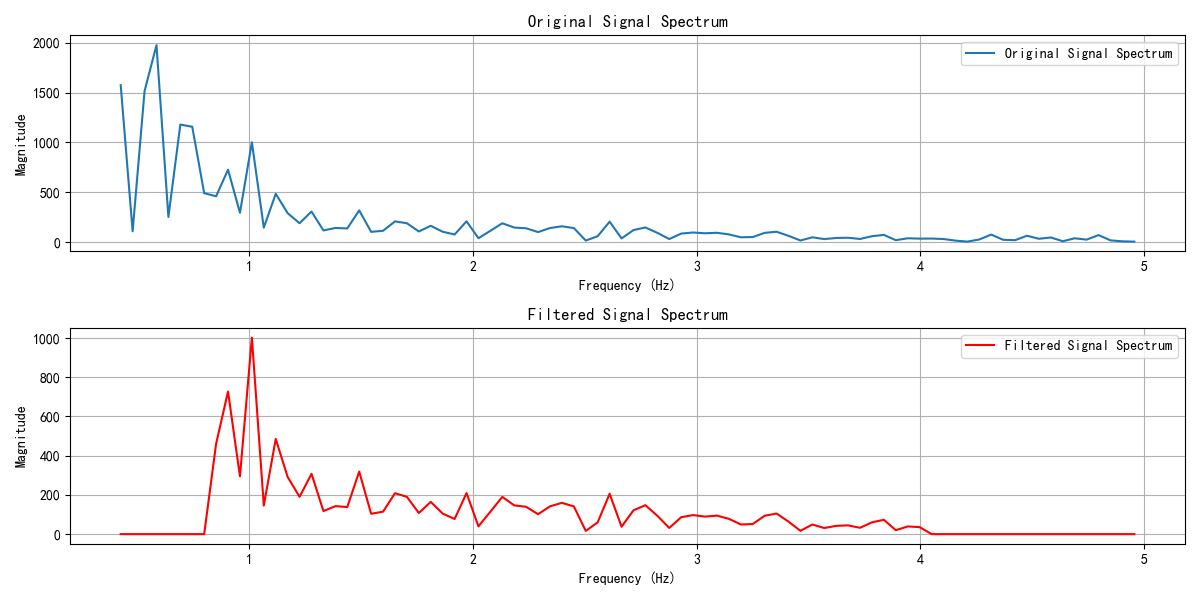 Original Signal Spectrum
2000
1500
1000
500
0
Magnitude
Original Signal Spectrum
1 2 3 4 5
Frequency (Hz)
Filtered Signal Spectrum
1000
800
600
400
200
0
Magnitude
Filtered Signal Spectrum
1 2 3 4 5
Frequency (Hz)